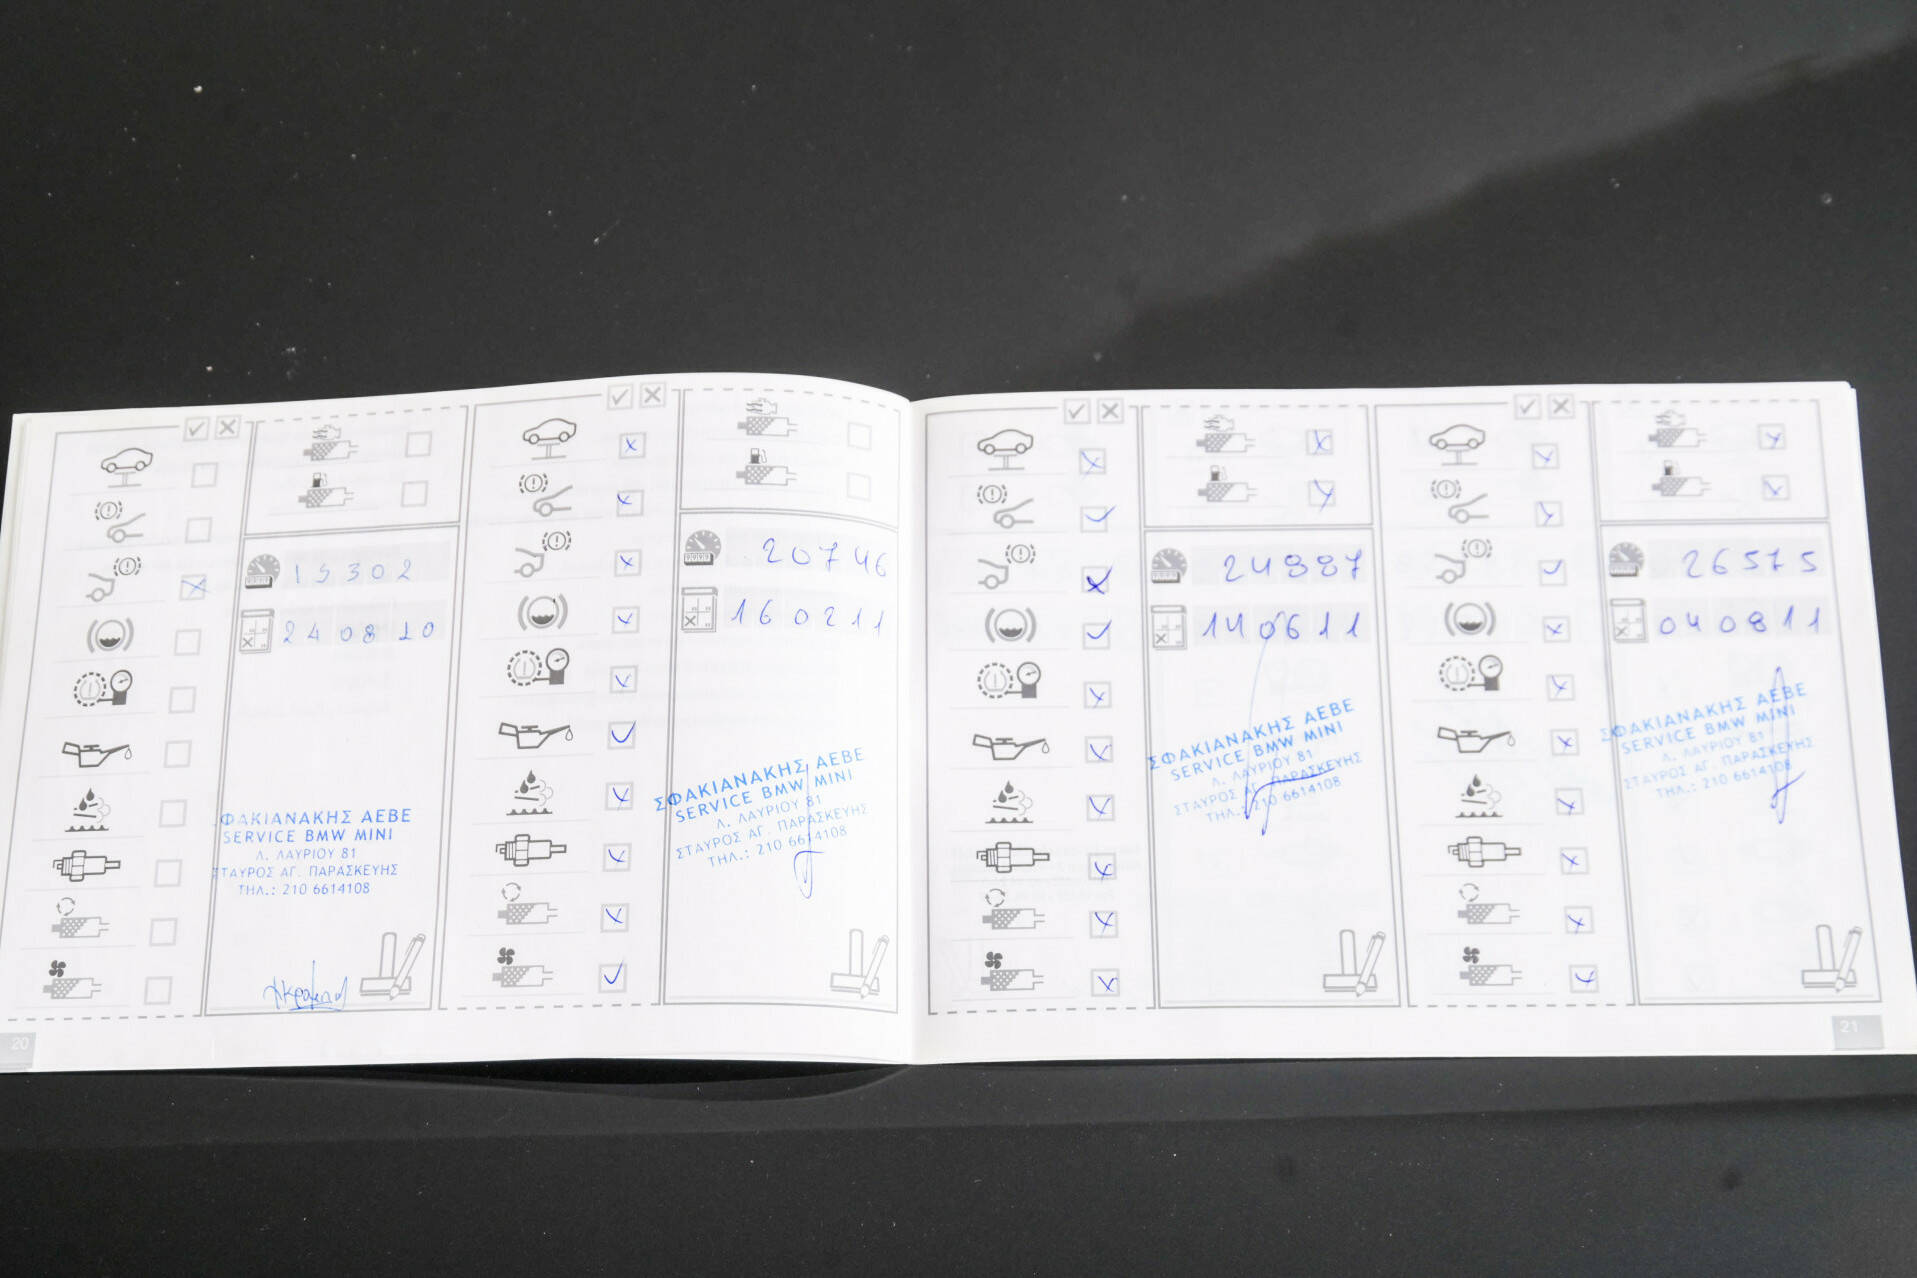 15302
240810
ΣΦΑΚΙΑΝΑΚΗΣ ΑΕΒΕ
SERVICE BMW MINI
Λ. ΛΑΥΡΙΟΥ 81
ΣΤΑΥΡΟΣ ΑΓ. ΠΑΡΑΣΚΕΥΗΣ
ΤΗΛ.: 210 6614108
20
20746
160211
ΣΦΑΚΙΑΝΑΚΗΣ ΑΕΒΕ
SERVICE BMW MINI
Λ. ΛΑΥΡΙΟΥ 81
ΣΤΑΥΡΟΣ ΑΓ. ΠΑΡΑΣΚΕΥΗΣ
ΤΗΛ.: 210 6614108
24987
140611
ΣΦΑΚΙΑΝΑΚΗΣ ΑΕΒΕ
SERVICE BMW MINI
Λ. ΛΑΥΡΙΟΥ 81
ΣΤΑΥΡΟΣ ΑΓ. ΠΑΡΑΣΚΕΥΗΣ
ΤΗΛ.: 210 6614108
26575
040811
ΣΦΑΚΙΑΝΑΚΗΣ ΑΕΒΕ
SERVICE BMW MINI
Λ. ΛΑΥΡΙΟΥ 81
ΣΤΑΥΡΟΣ ΑΓ. ΠΑΡΑΣΚΕΥΗΣ
ΤΗΛ.: 210 6614108
21